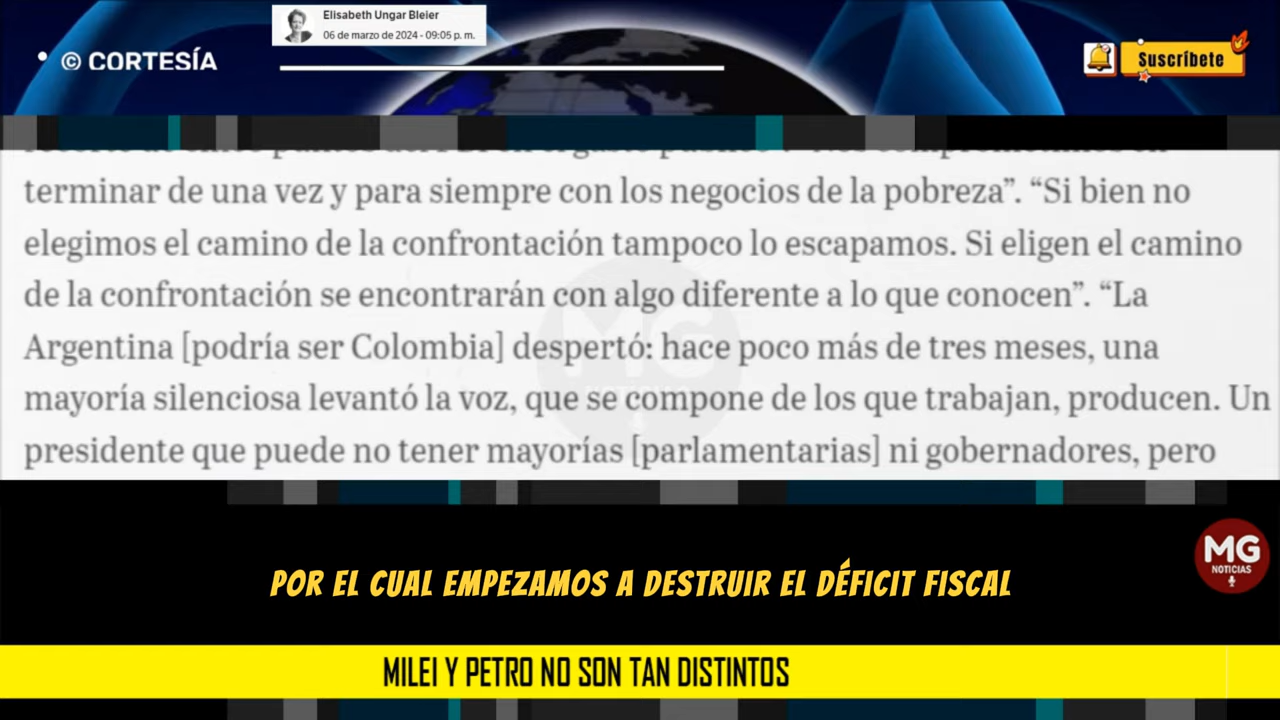 Elisabeth Ungar Bleier
06 de marzo de 2024 - 09:05 p. m.
© CORTESÍA
Suscríbete
terminar de una vez y para siempre con los negocios de la pobreza”. “Si bien no
elegimos el camino de la confrontación tampoco lo escapamos. Si eligen el camino
de la confrontación se encontrarán con algo diferente a lo que conocen”. “La
Argentina [podría ser Colombia] despertó: hace poco más de tres meses, una
mayoría silenciosa levantó la voz, que se compone de los que trabajan, producen. Un
presidente que puede no tener mayorías [parlamentarias] ni gobernadores, pero
MG
NOTICIAS
POR EL CUAL EMPEZAMOS A DESTRUIR EL DÉFICIT FISCAL
MG
NOTICIAS
MILEI Y PETRO NO SON TAN DISTINTOS